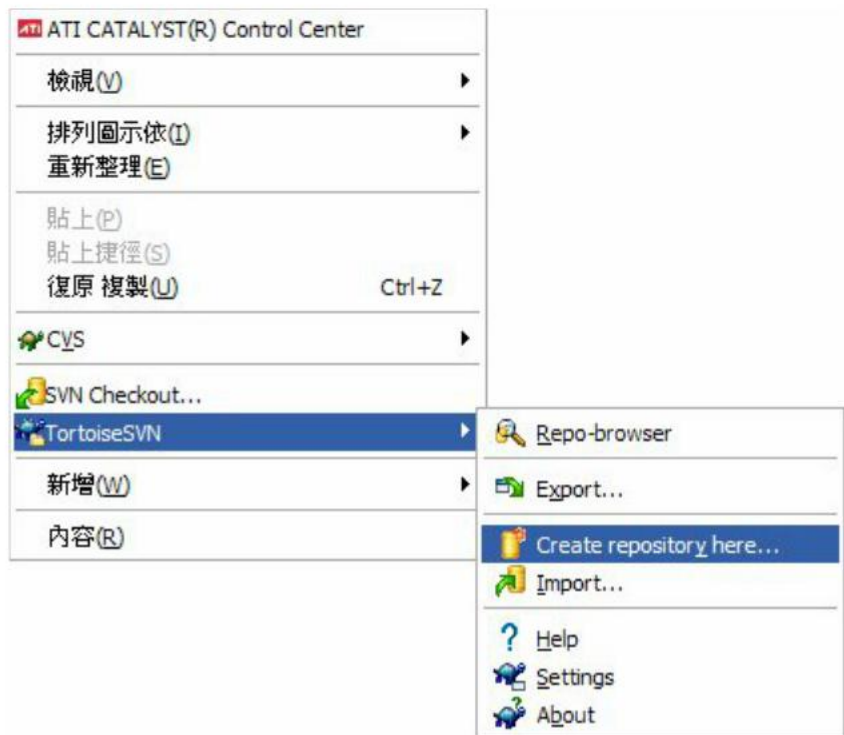 ATI CATALYST(R) Control Center
檢視(V)
排列圖示依(I)
重新整理(E)
貼上(P)
貼上捷徑(S)
復原 複製(U) Ctrl+Z
CVS
SVN Checkout...
TortoiseSVN
新增(W)
內容(R)
Repo-browser
Export...
Create repository here...
Import...
Help
Settings
About